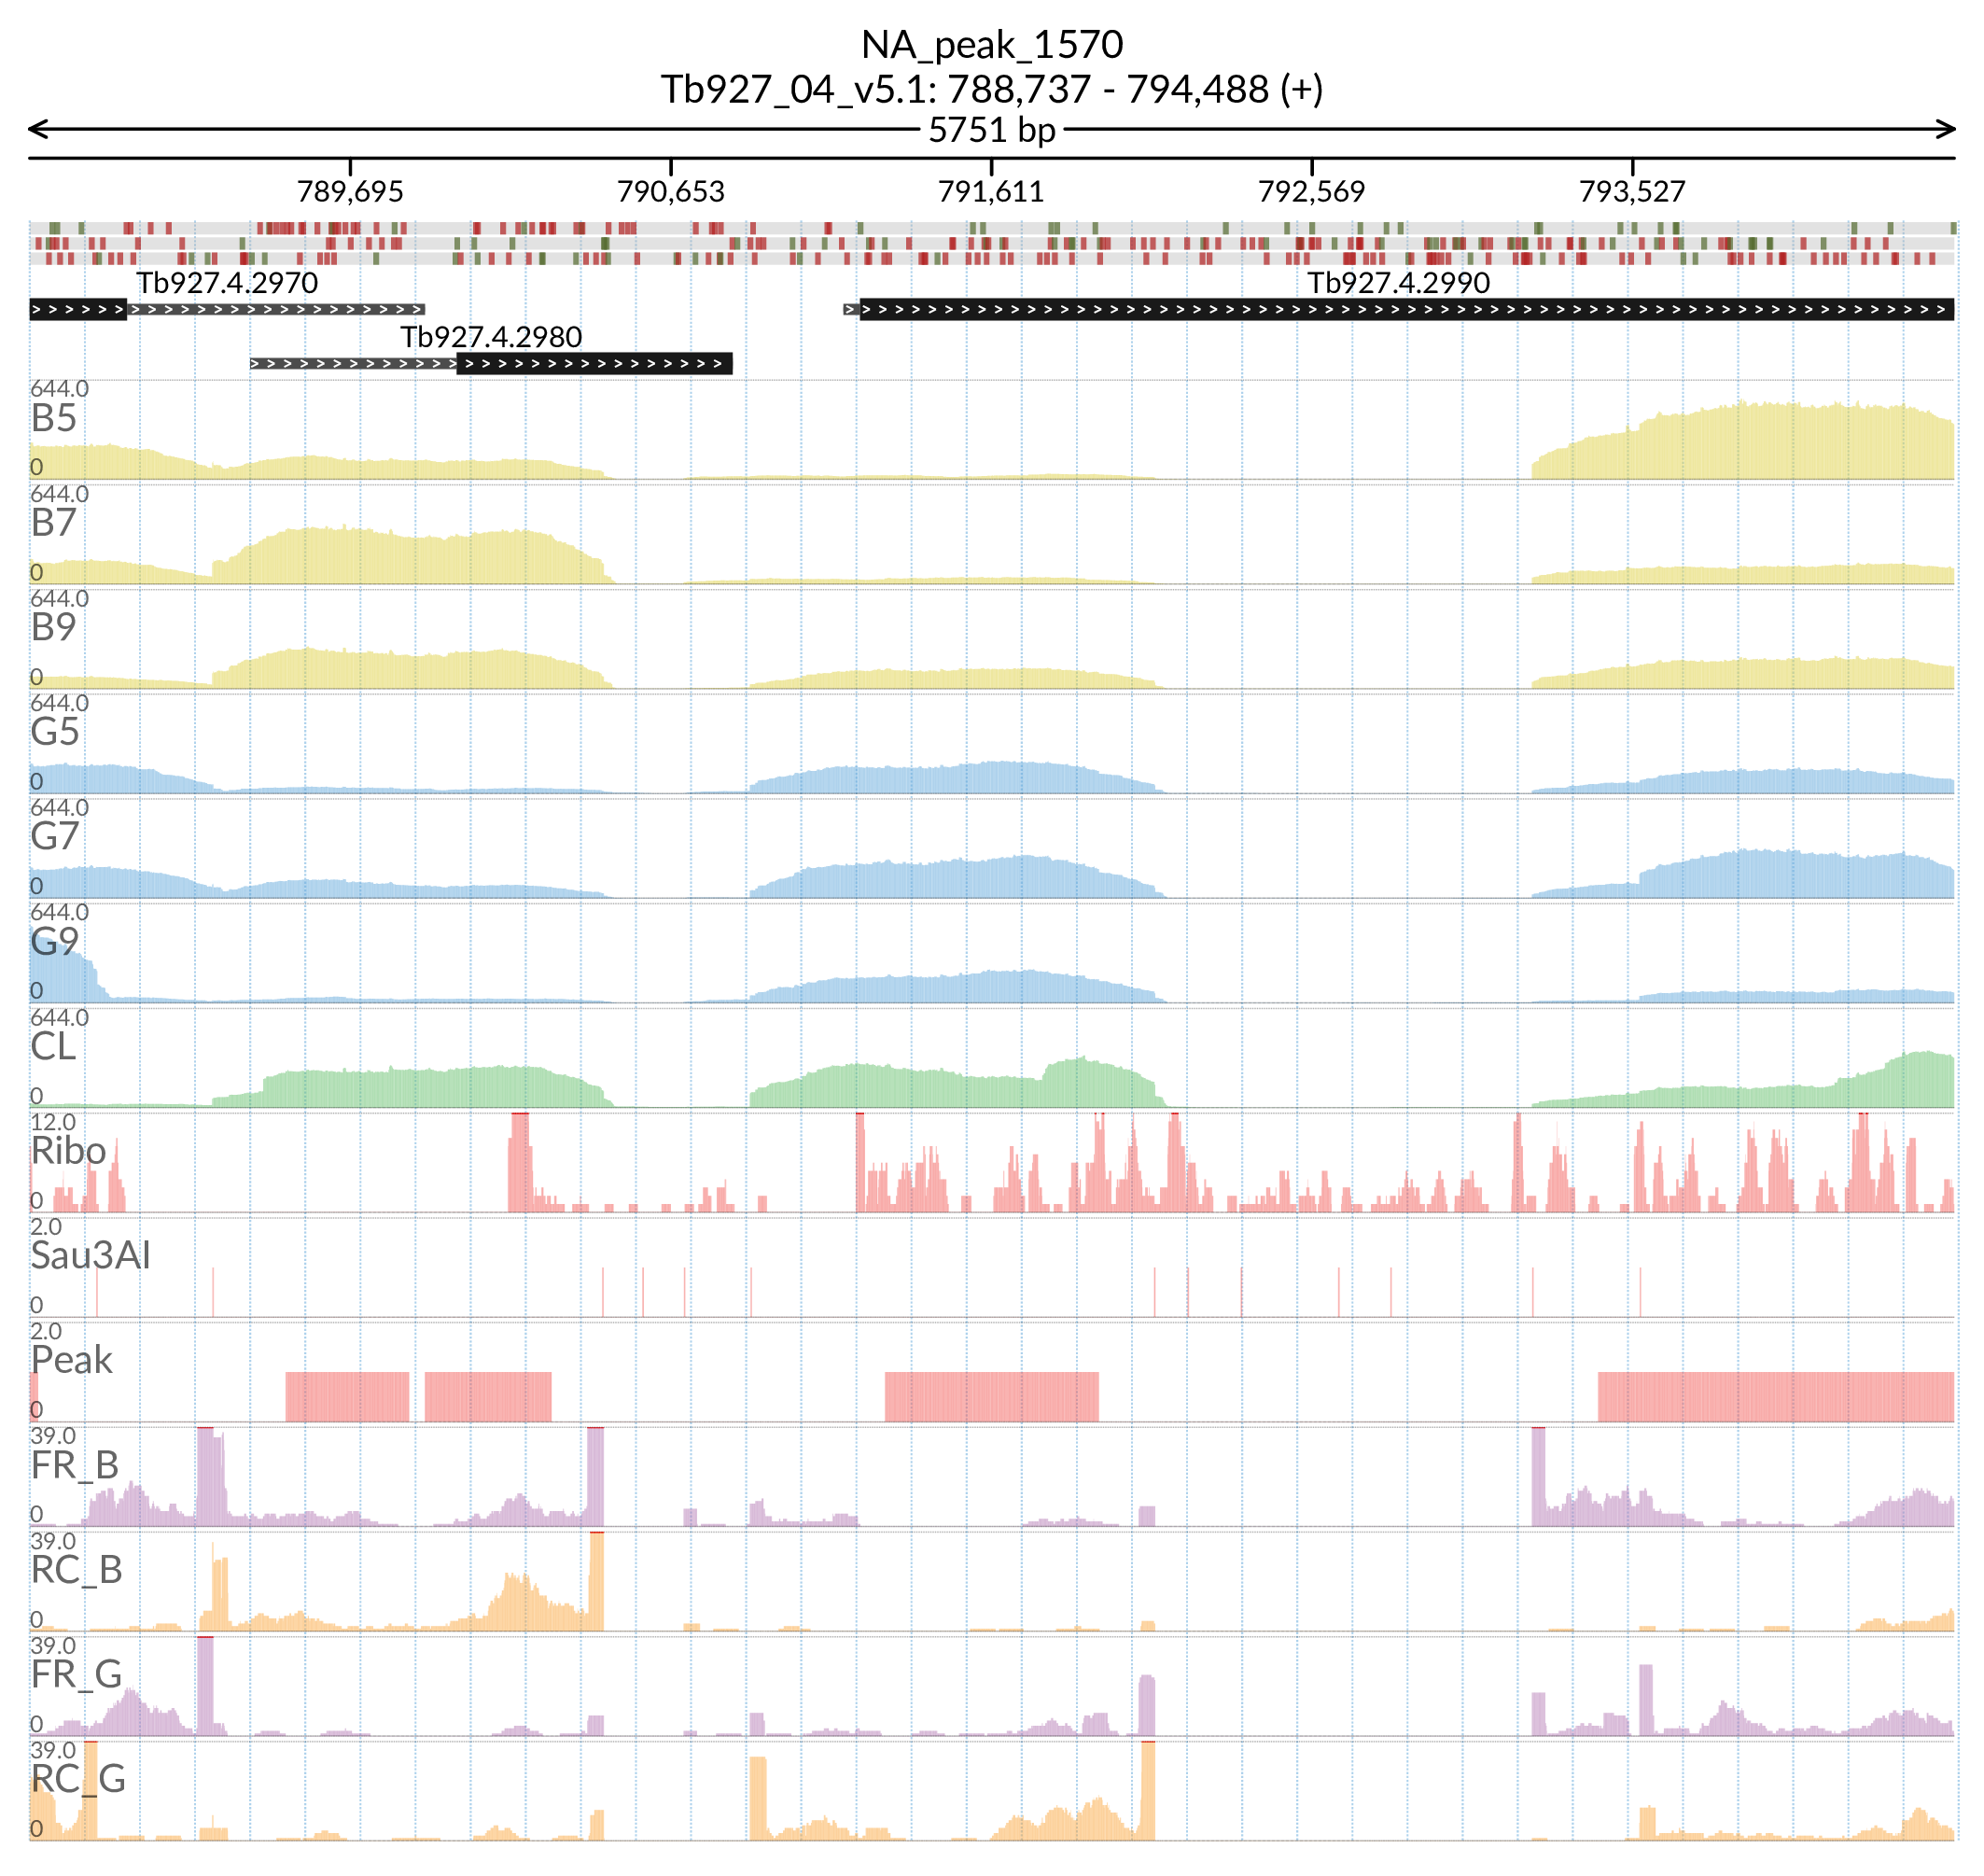 NA_peak_1570
Tb927_04_v5.1: 788,737 - 794,488 (+)
5751 bp
789,695 790,653 791,611 792,569 793,527
Tb927.4.2970 Tb927.4.2990
Tb927.4.2980
644.0
B5
0
644.0
B7
0
644.0
B9
0
644.0
G5
0
644.0
G7
0
644.0
G9
0
644.0
CL
0
12.0
Ribo
0
2.0
Sau3AI
0
2.0
Peak
0
39.0
FR_B
0
39.0
RC_B
0
39.0
FR_G
0
39.0
RC_G
0